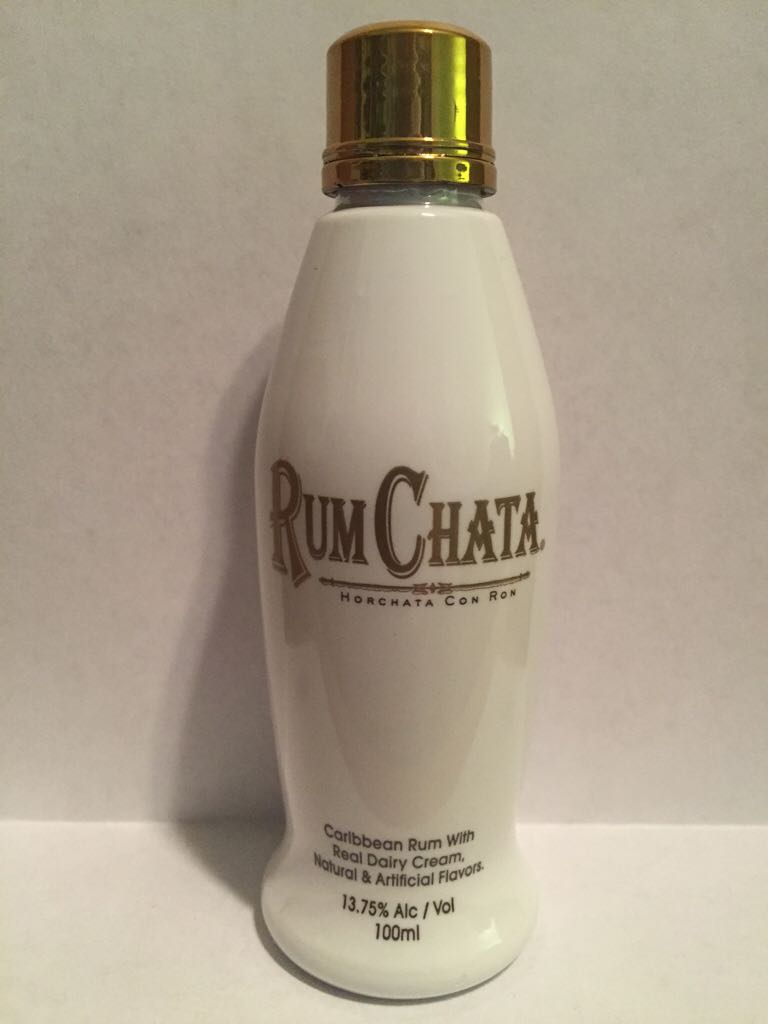 RUMCHATA®
HORCHATA CON RON
Caribbean Rum With
Real Dairy Cream,
Natural & Artificial Flavors.
13.75% Alc / Vol
100ml